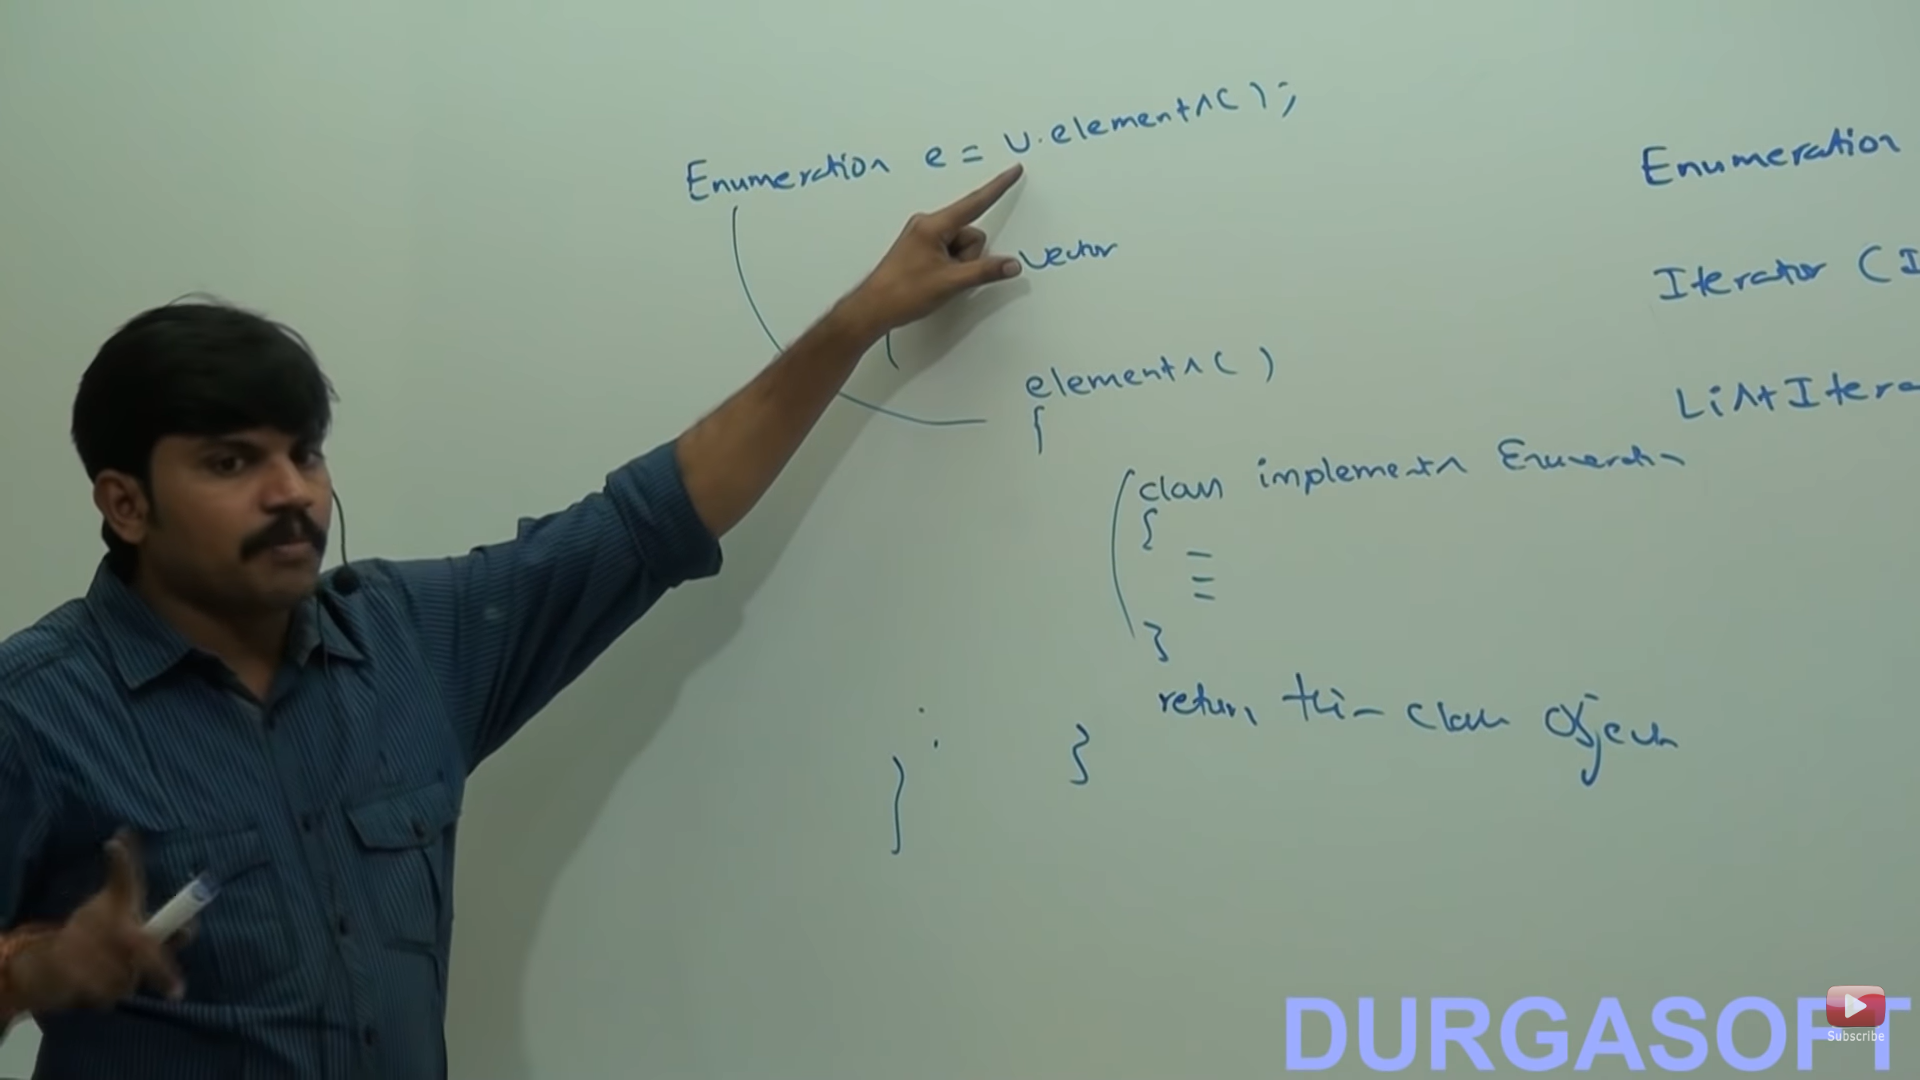 Enumeration e = v.elements();
Vector
elements()
{
class implements Enumeration
{
}
return this class object
}
}
Enumeration
Iterator (I
ListItera
DURGASOFT
Subscribe